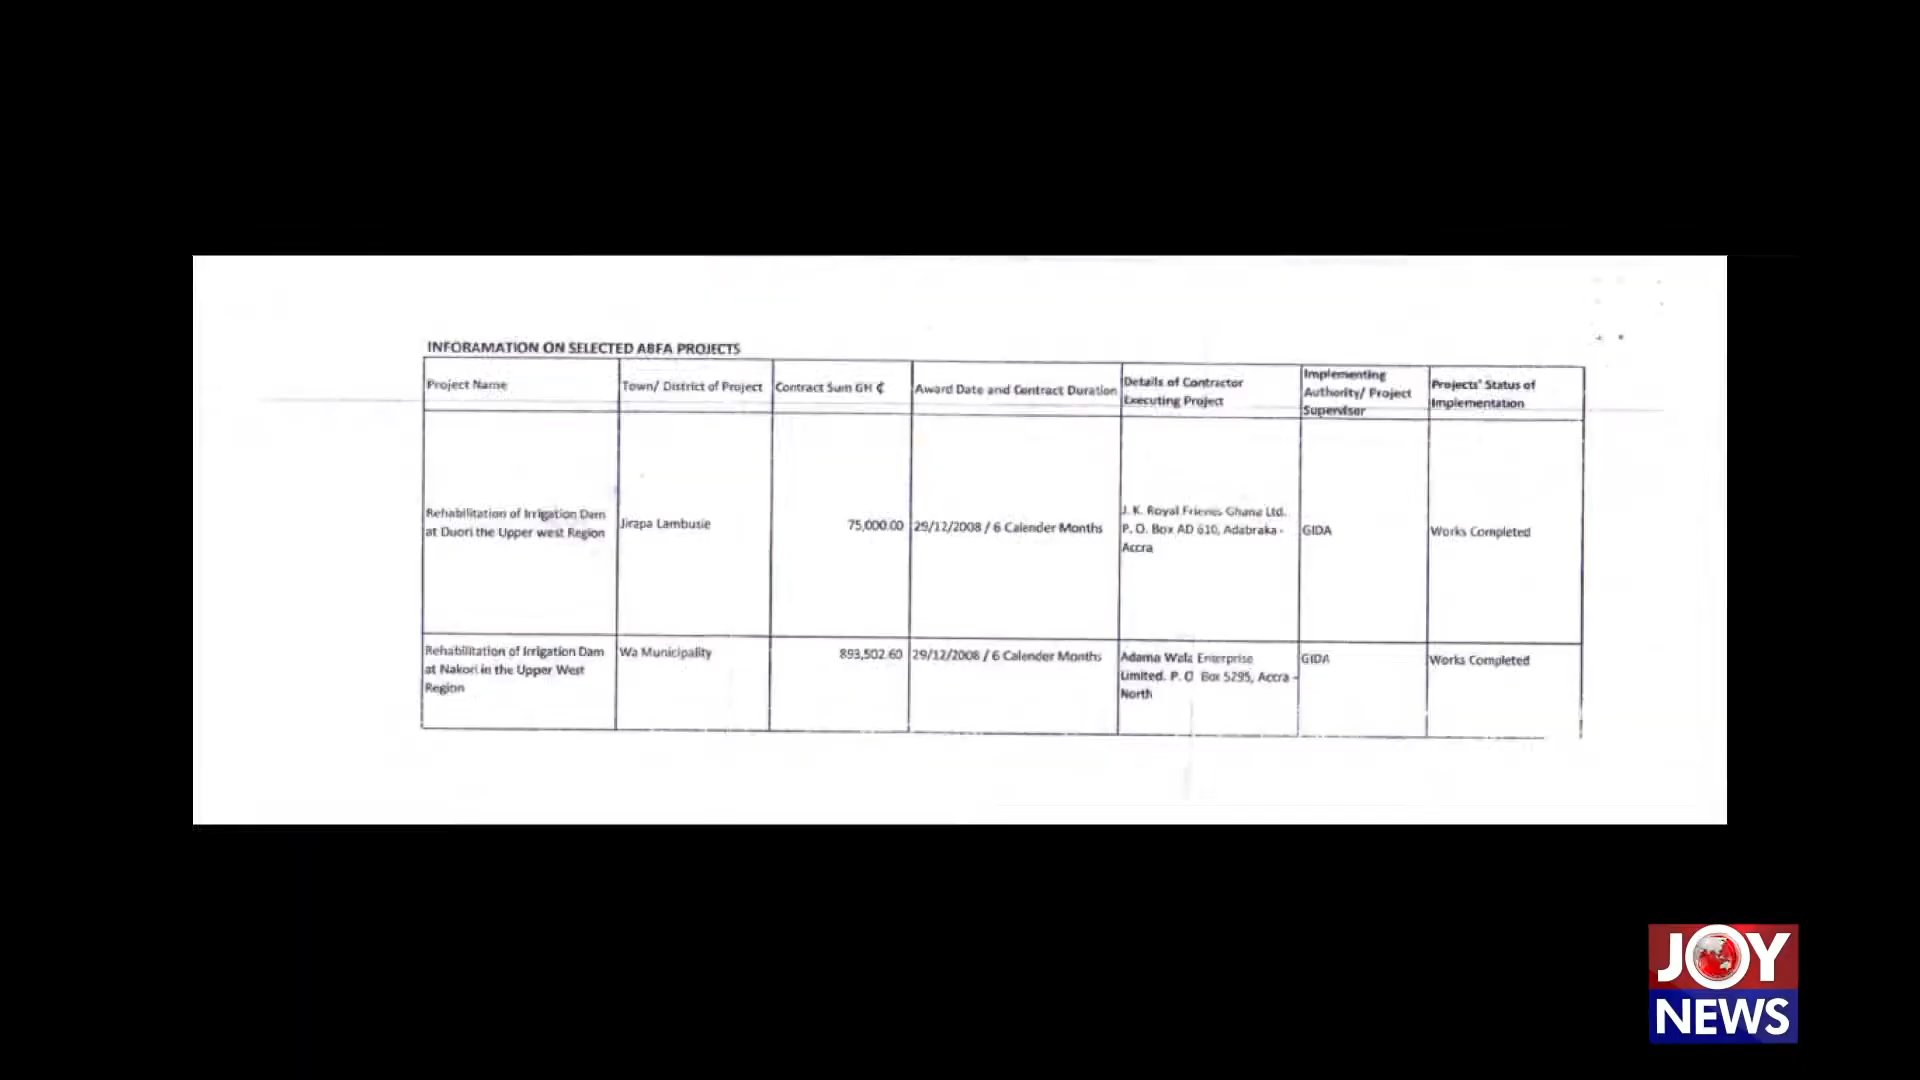 INFORAMATION ON SELECTED ABFA PROJECTS
Project Name
Town/ District of Project
Contract Sum GH ₵
Award Date and Contract Duration
Details of Contractor
Executing Project
Implementing
Authority/ Project
Supervisor
Projects' Status of
Implementation
Rehabilitation of Irrigation Dam
at Duori the Upper west Region
Jirapa Lambusie
75,000.00
29/12/2008 / 6 Calender Months
J. K. Royal Friends Ghana Ltd.
P. O. Box AD 610, Adabraka -
Accra
GIDA
Works Completed
Rehabilitation of Irrigation Dam
at Nakori in the Upper West
Region
Wa Municipality
893,502.60
29/12/2008 / 6 Calender Months
Adama Wala Enterprise
Limited. P. O Box 5295, Accra -
North
GIDA
Works Completed
JOY
NEWS